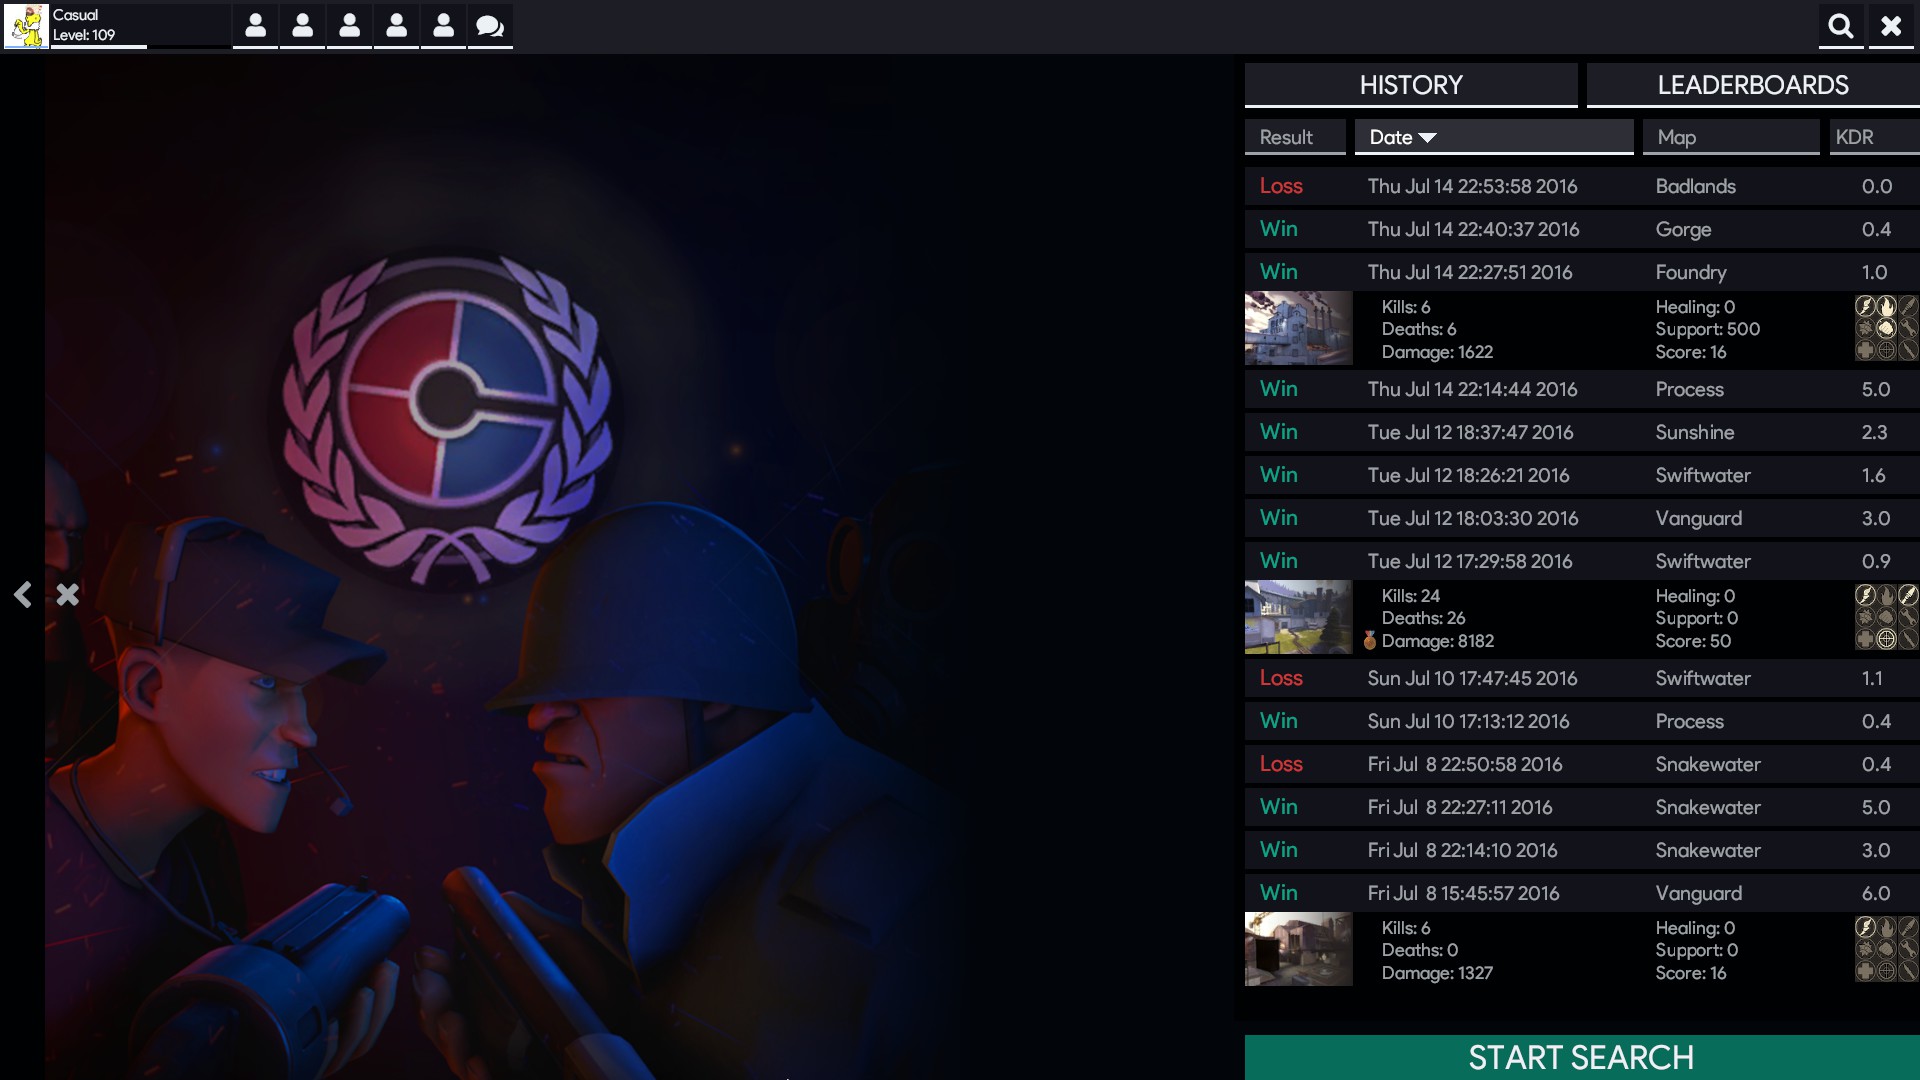 Casual
Level: 109
HISTORY LEADERBOARDS
Result Date Map KDR
Loss Thu Jul 14 22:53:58 2016 Badlands 0.0
Win Thu Jul 14 22:40:37 2016 Gorge 0.4
Win Thu Jul 14 22:27:51 2016 Foundry 1.0
Kills: 6 Healing: 0
Deaths: 6 Support: 500
Damage: 1622 Score: 16
Win Thu Jul 14 22:14:44 2016 Process 5.0
Win Tue Jul 12 18:37:47 2016 Sunshine 2.3
Win Tue Jul 12 18:26:21 2016 Swiftwater 1.6
Win Tue Jul 12 18:03:30 2016 Vanguard 3.0
Win Tue Jul 12 17:29:58 2016 Swiftwater 0.9
Kills: 24 Healing: 0
Deaths: 26 Support: 0
Damage: 8182 Score: 50
Loss Sun Jul 10 17:47:45 2016 Swiftwater 1.1
Win Sun Jul 10 17:13:12 2016 Process 0.4
Loss Fri Jul 8 22:50:58 2016 Snakewater 0.4
Win Fri Jul 8 22:27:11 2016 Snakewater 5.0
Win Fri Jul 8 22:14:10 2016 Snakewater 3.0
Win Fri Jul 8 15:45:57 2016 Vanguard 6.0
Kills: 6 Healing: 0
Deaths: 0 Support: 0
Damage: 1327 Score: 16
START SEARCH